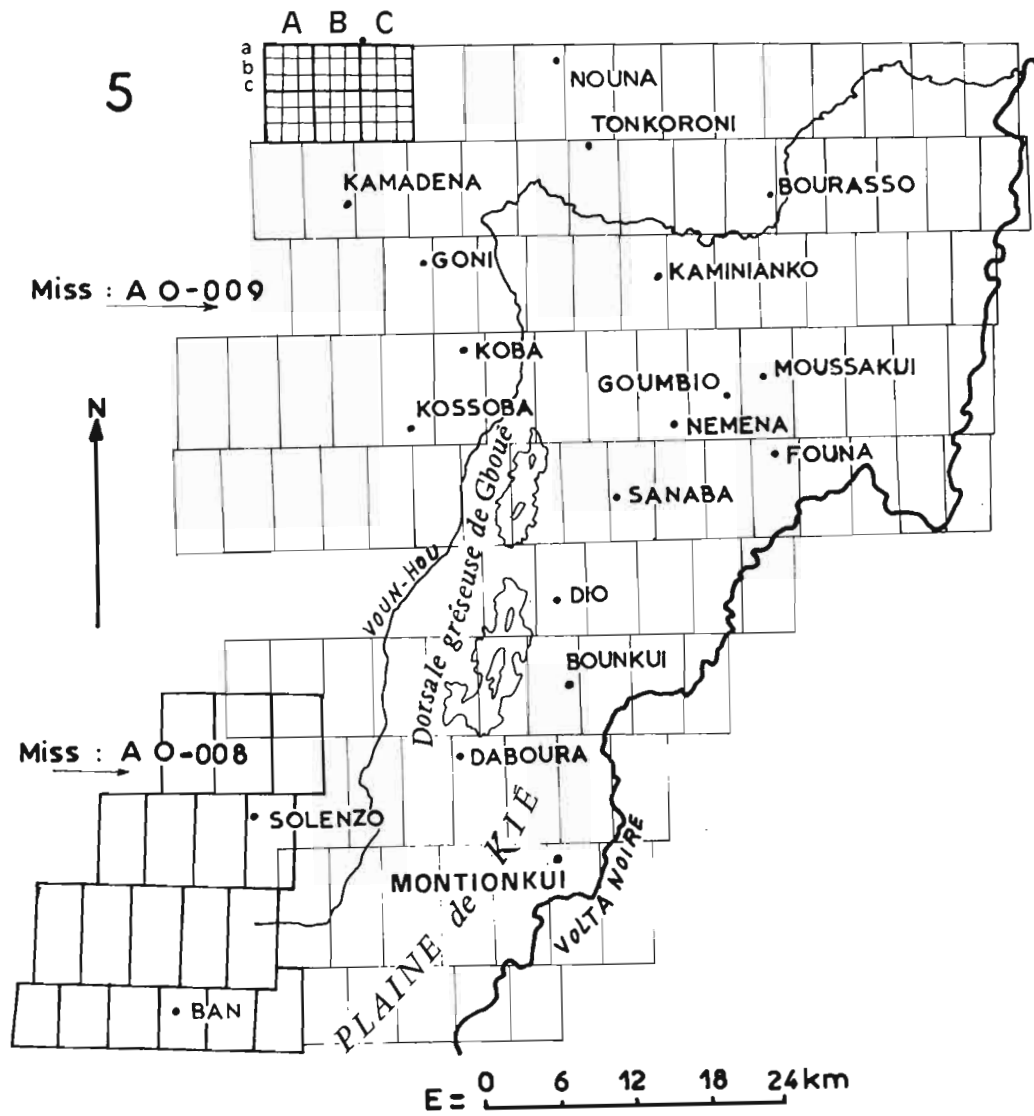 A B C
a
b
c
5
NOUNA
TONKORONI
KAMADENA
BOURASSO
GONI
KAMINIANKO
Miss : A O-009
KOBA
MOUSSAKUI
GOUMBIO
N
KOSSOBA
NEMENA
FOUNA
SANABA
Dorsale gréseuse de Gboué
VOUN-HOU
DIO
BOUNKUI
Miss : A O-008
DABOURA
SOLENZO
MONTIONKUI
VOLTA NOIRE
PLAINE de KIÉ
BAN
E = 0 6 12 18 24 km